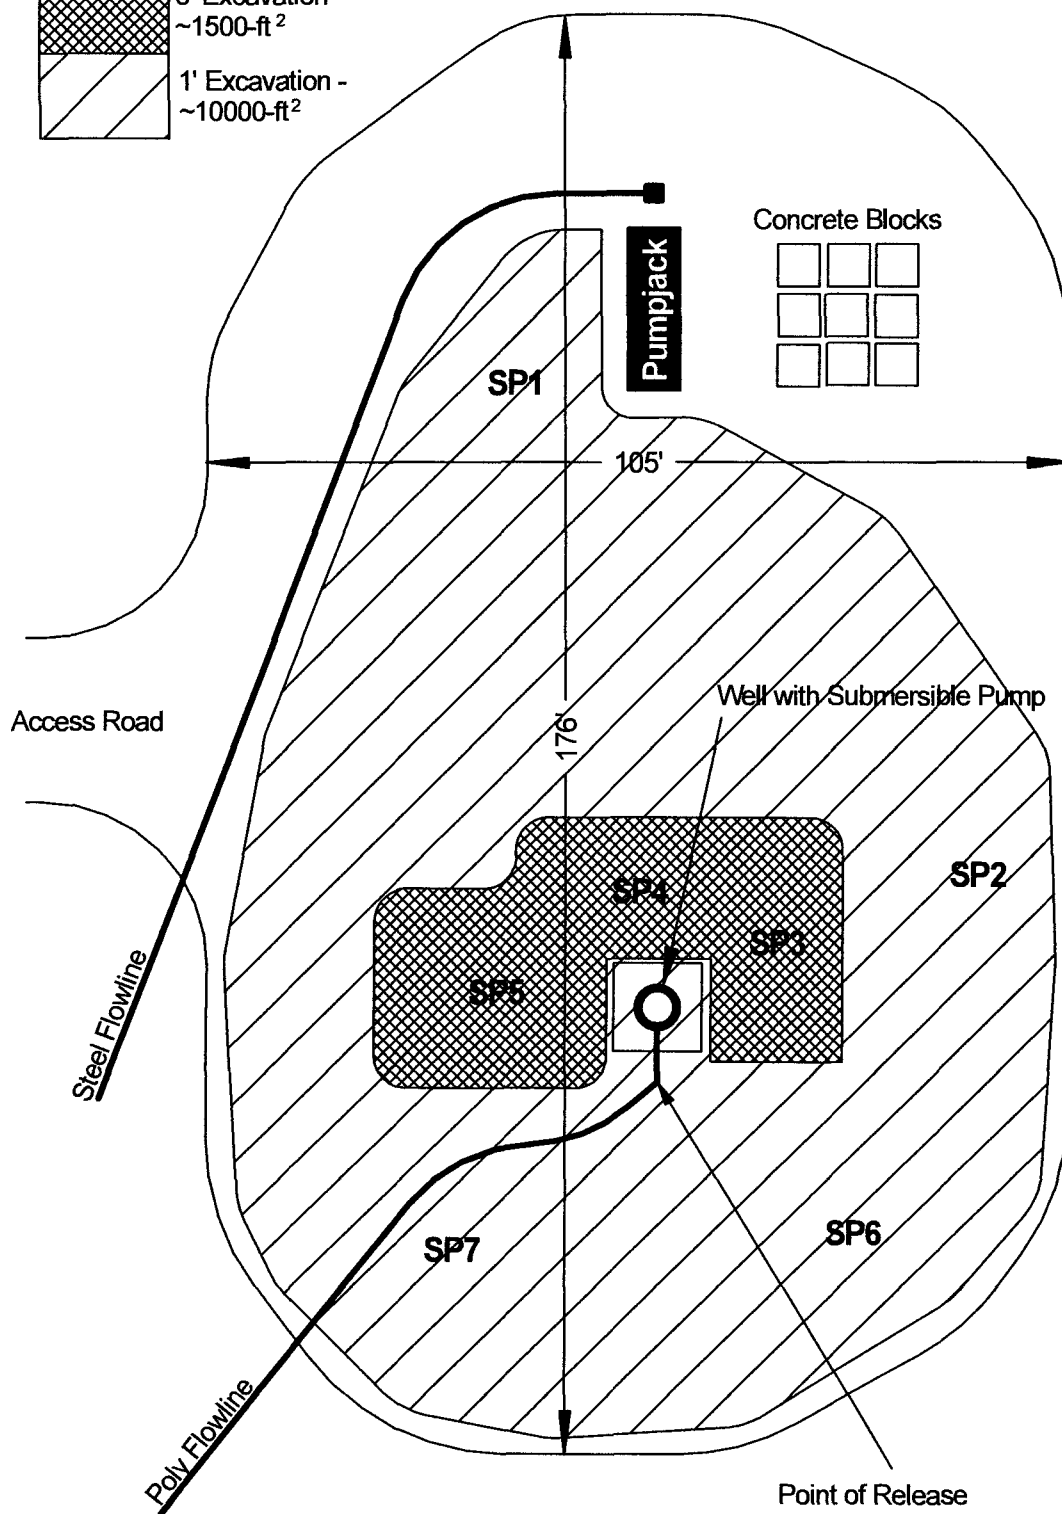 Excavation
~1500-ft²
1' Excavation -
~10000-ft²
Concrete Blocks
Pumpjack
SP1
105'
Well with Submersible Pump
Access Road
176'
SP2
SP4
SP3
SP5
Steel Flowline
SP7
SP6
Poly Flowline
Point of Release